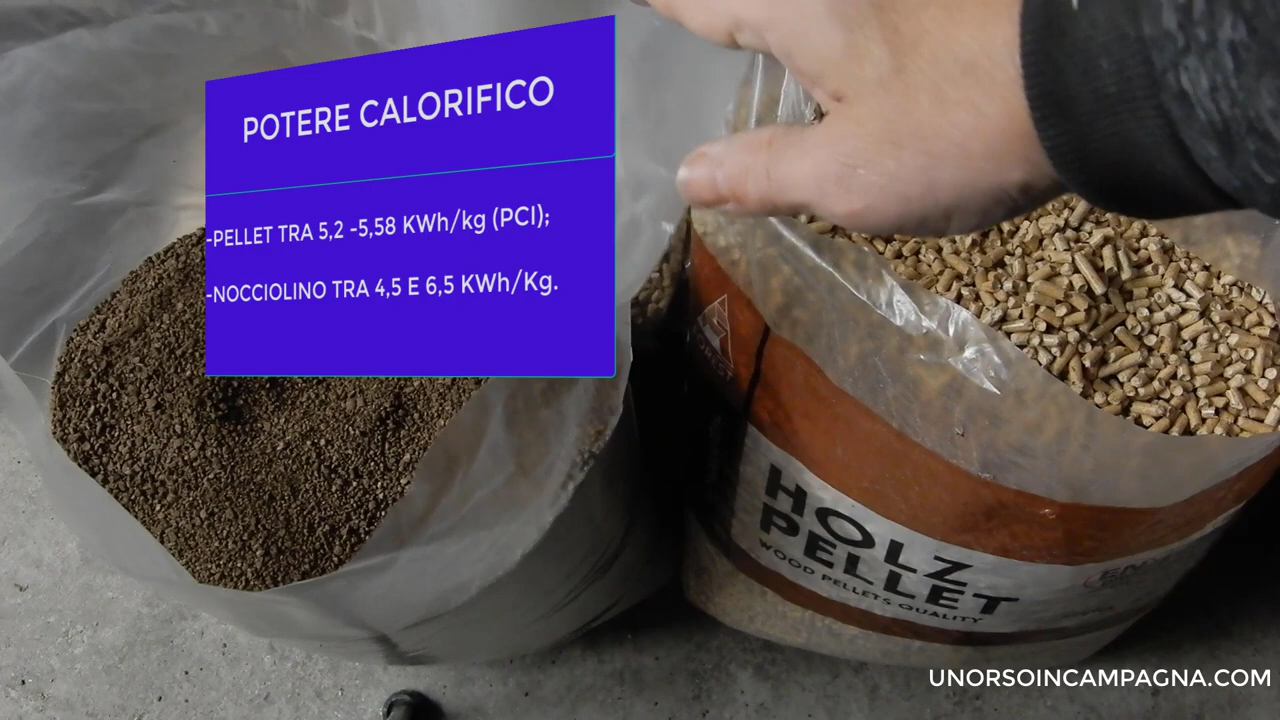 POTERE CALORIFICO
-PELLET TRA 5,2 -5,58 KWh/kg (PCI);
-NOCCIOLINO TRA 4,5 E 6,5 KWh/Kg.
HOLZ
PELLET
WOOD PELLETS QUALITY
UNORSOINCAMPAGNA.COM